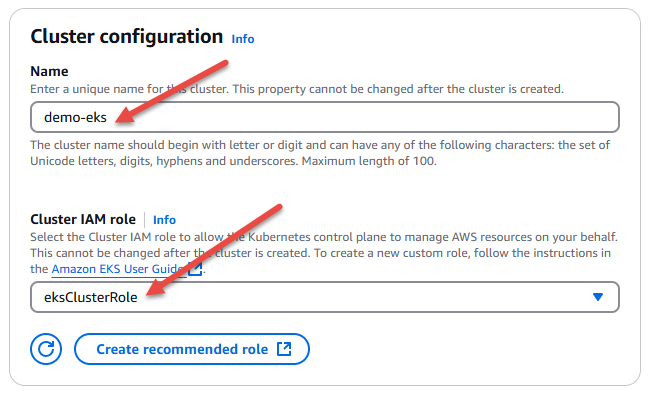 Cluster configuration Info
Name
Enter a unique name for this cluster. This property cannot be changed after the cluster is created.
demo-eks
The cluster name should begin with letter or digit and can have any of the following characters: the set of
Unicode letters, digits, hyphens and underscores. Maximum length of 100.
Cluster IAM role Info
Select the Cluster IAM role to allow the Kubernetes control plane to manage AWS resources on your behalf.
This cannot be changed after the cluster is created. To create a new custom role, follow the instructions in
the Amazon EKS User Guide.
eksClusterRole
Create recommended role